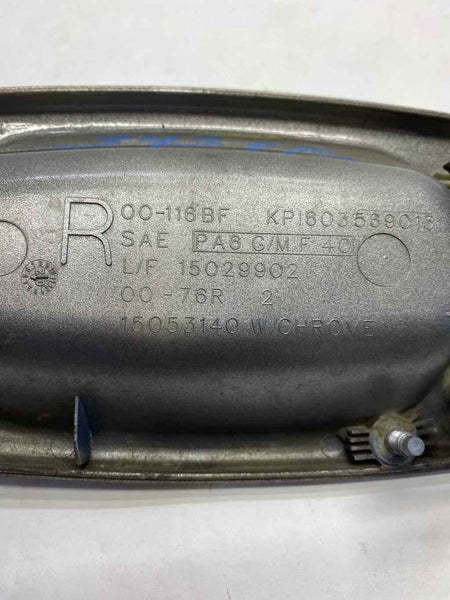 R
00-116BF KPI603569013
SAE PA6 G/M F 40
L/F 15029902
00-76R 2
15053140 W/CHROME